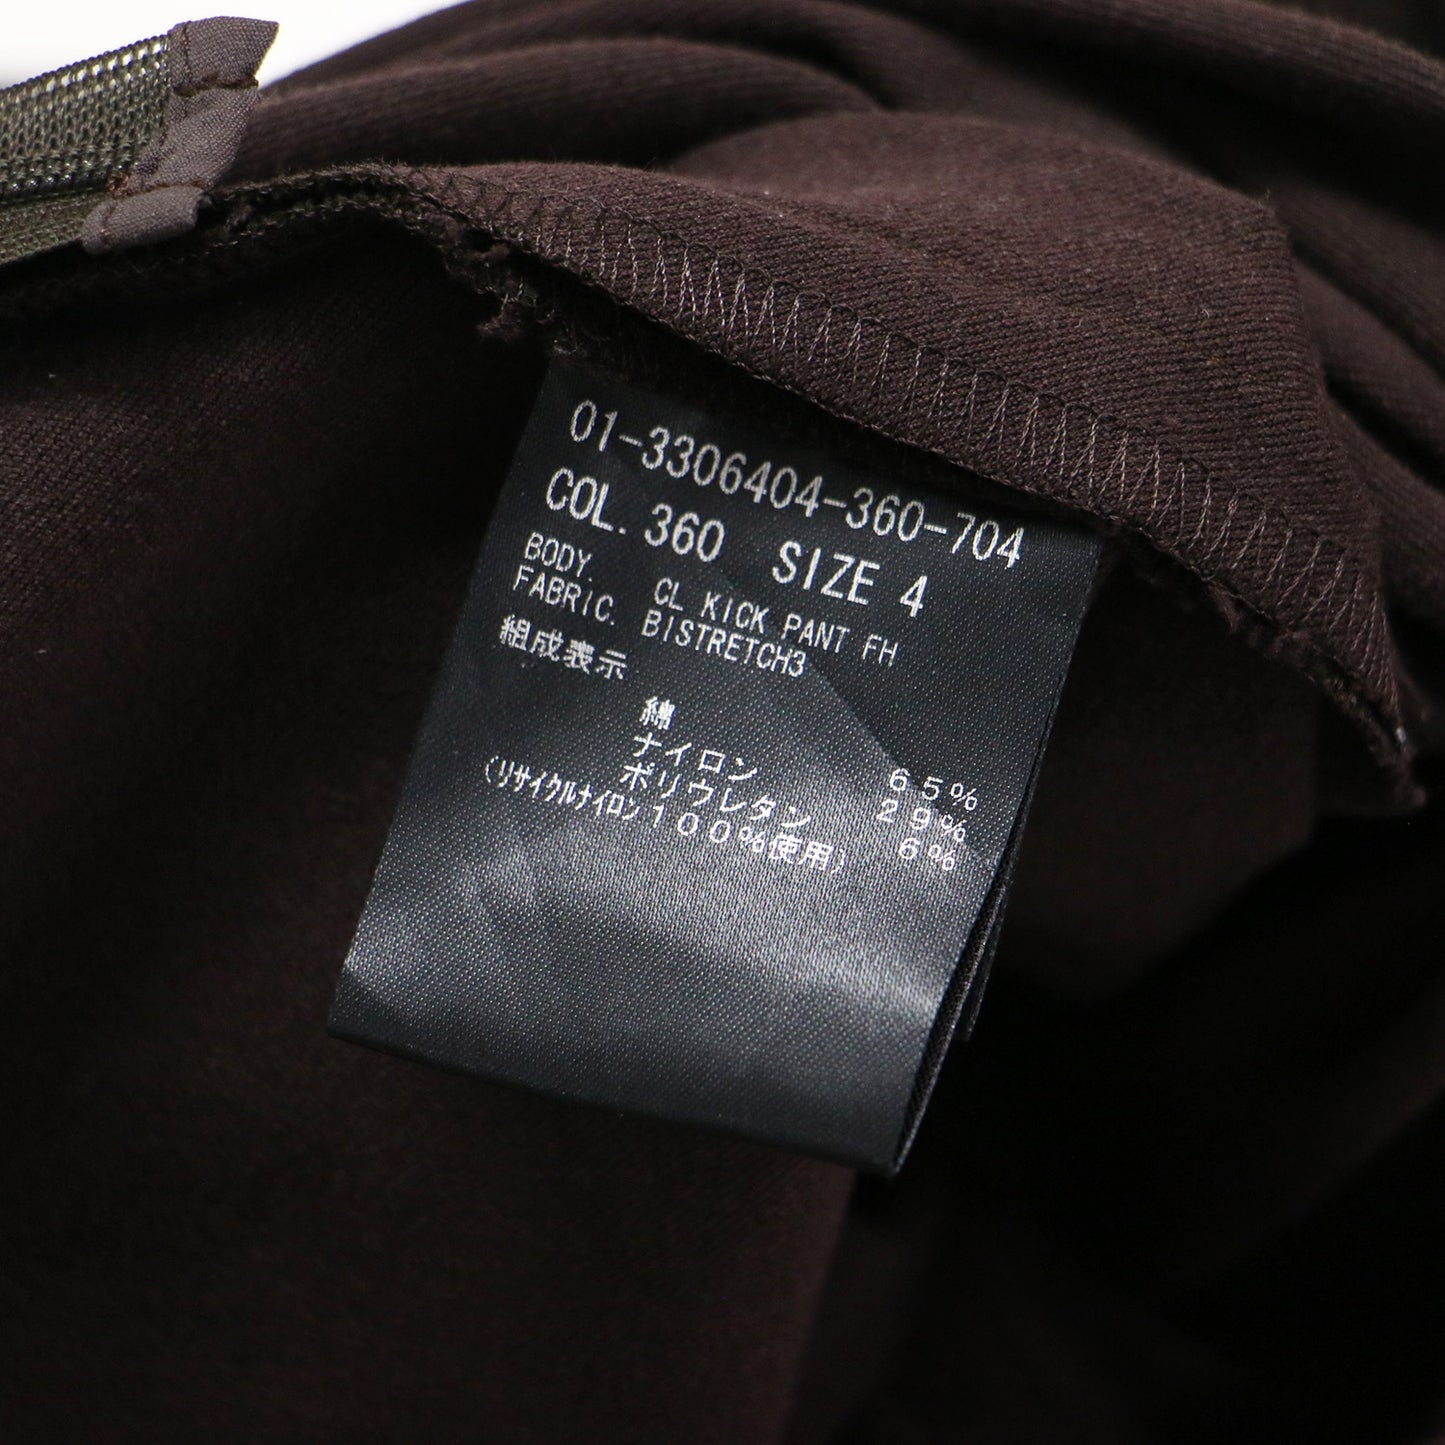 01-3306404-360-704
COL. 360 SIZE 4
BODY. CL KICK PANT FH
FABRIC. BISTRETCH3
組成表示
綿 65%
ナイロン 29%
ポリウレタン 6%
(リサイクルナイロン100%使用)